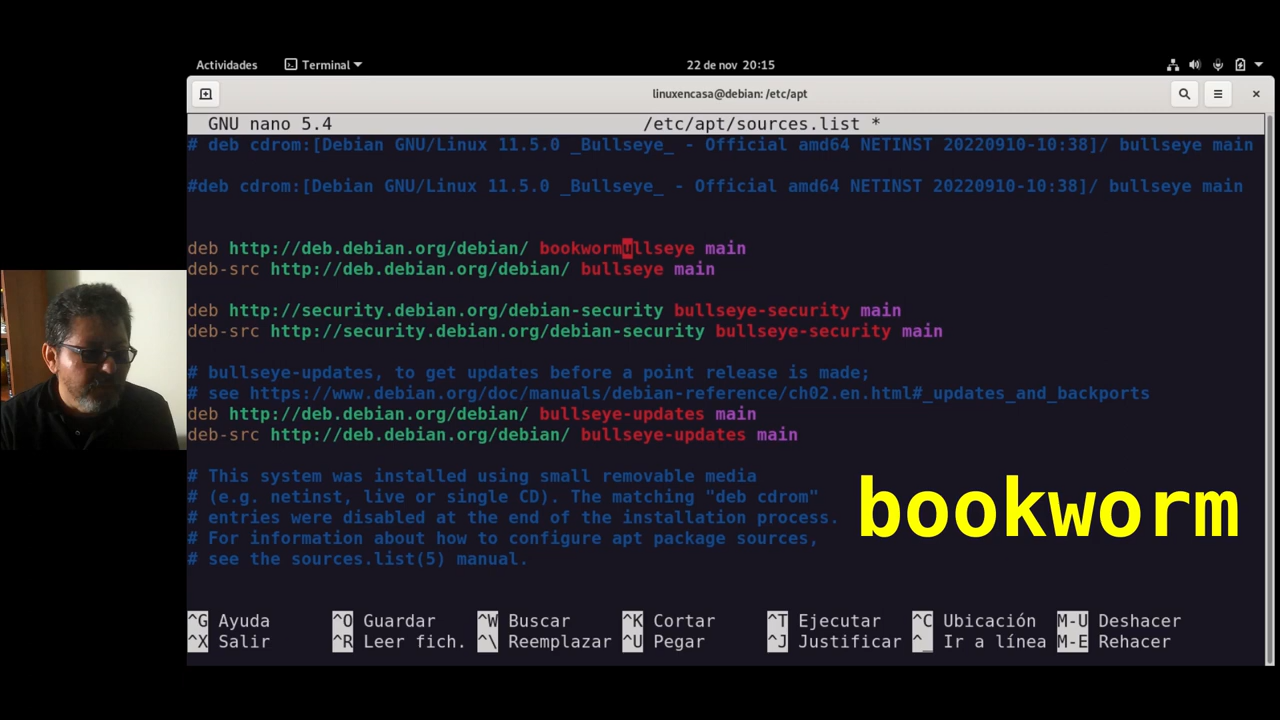 Actividades Terminal 22 de nov 20:15
linuxencasa@debian: /etc/apt
GNU nano 5.4 /etc/apt/sources.list *
# deb cdrom:[Debian GNU/Linux 11.5.0 _Bullseye_ - Official amd64 NETINST 20220910-10:38]/ bullseye main
#deb cdrom:[Debian GNU/Linux 11.5.0 _Bullseye_ - Official amd64 NETINST 20220910-10:38]/ bullseye main
deb http://deb.debian.org/debian/ bookwormullseye main
deb-src http://deb.debian.org/debian/ bullseye main
deb http://security.debian.org/debian-security bullseye-security main
deb-src http://security.debian.org/debian-security bullseye-security main
# bullseye-updates, to get updates before a point release is made;
# see https://www.debian.org/doc/manuals/debian-reference/ch02.en.html#_updates_and_backports
deb http://deb.debian.org/debian/ bullseye-updates main
deb-src http://deb.debian.org/debian/ bullseye-updates main
# This system was installed using small removable media
# (e.g. netinst, live or single CD). The matching "deb cdrom"
# entries were disabled at the end of the installation process.
# For information about how to configure apt package sources,
# see the sources.list(5) manual.
bookworm
^G Ayuda ^O Guardar ^W Buscar ^K Cortar ^T Ejecutar ^C Ubicación M-U Deshacer
^X Salir ^R Leer fich. ^\ Reemplazar ^U Pegar ^J Justificar ^_ Ir a línea M-E Rehacer